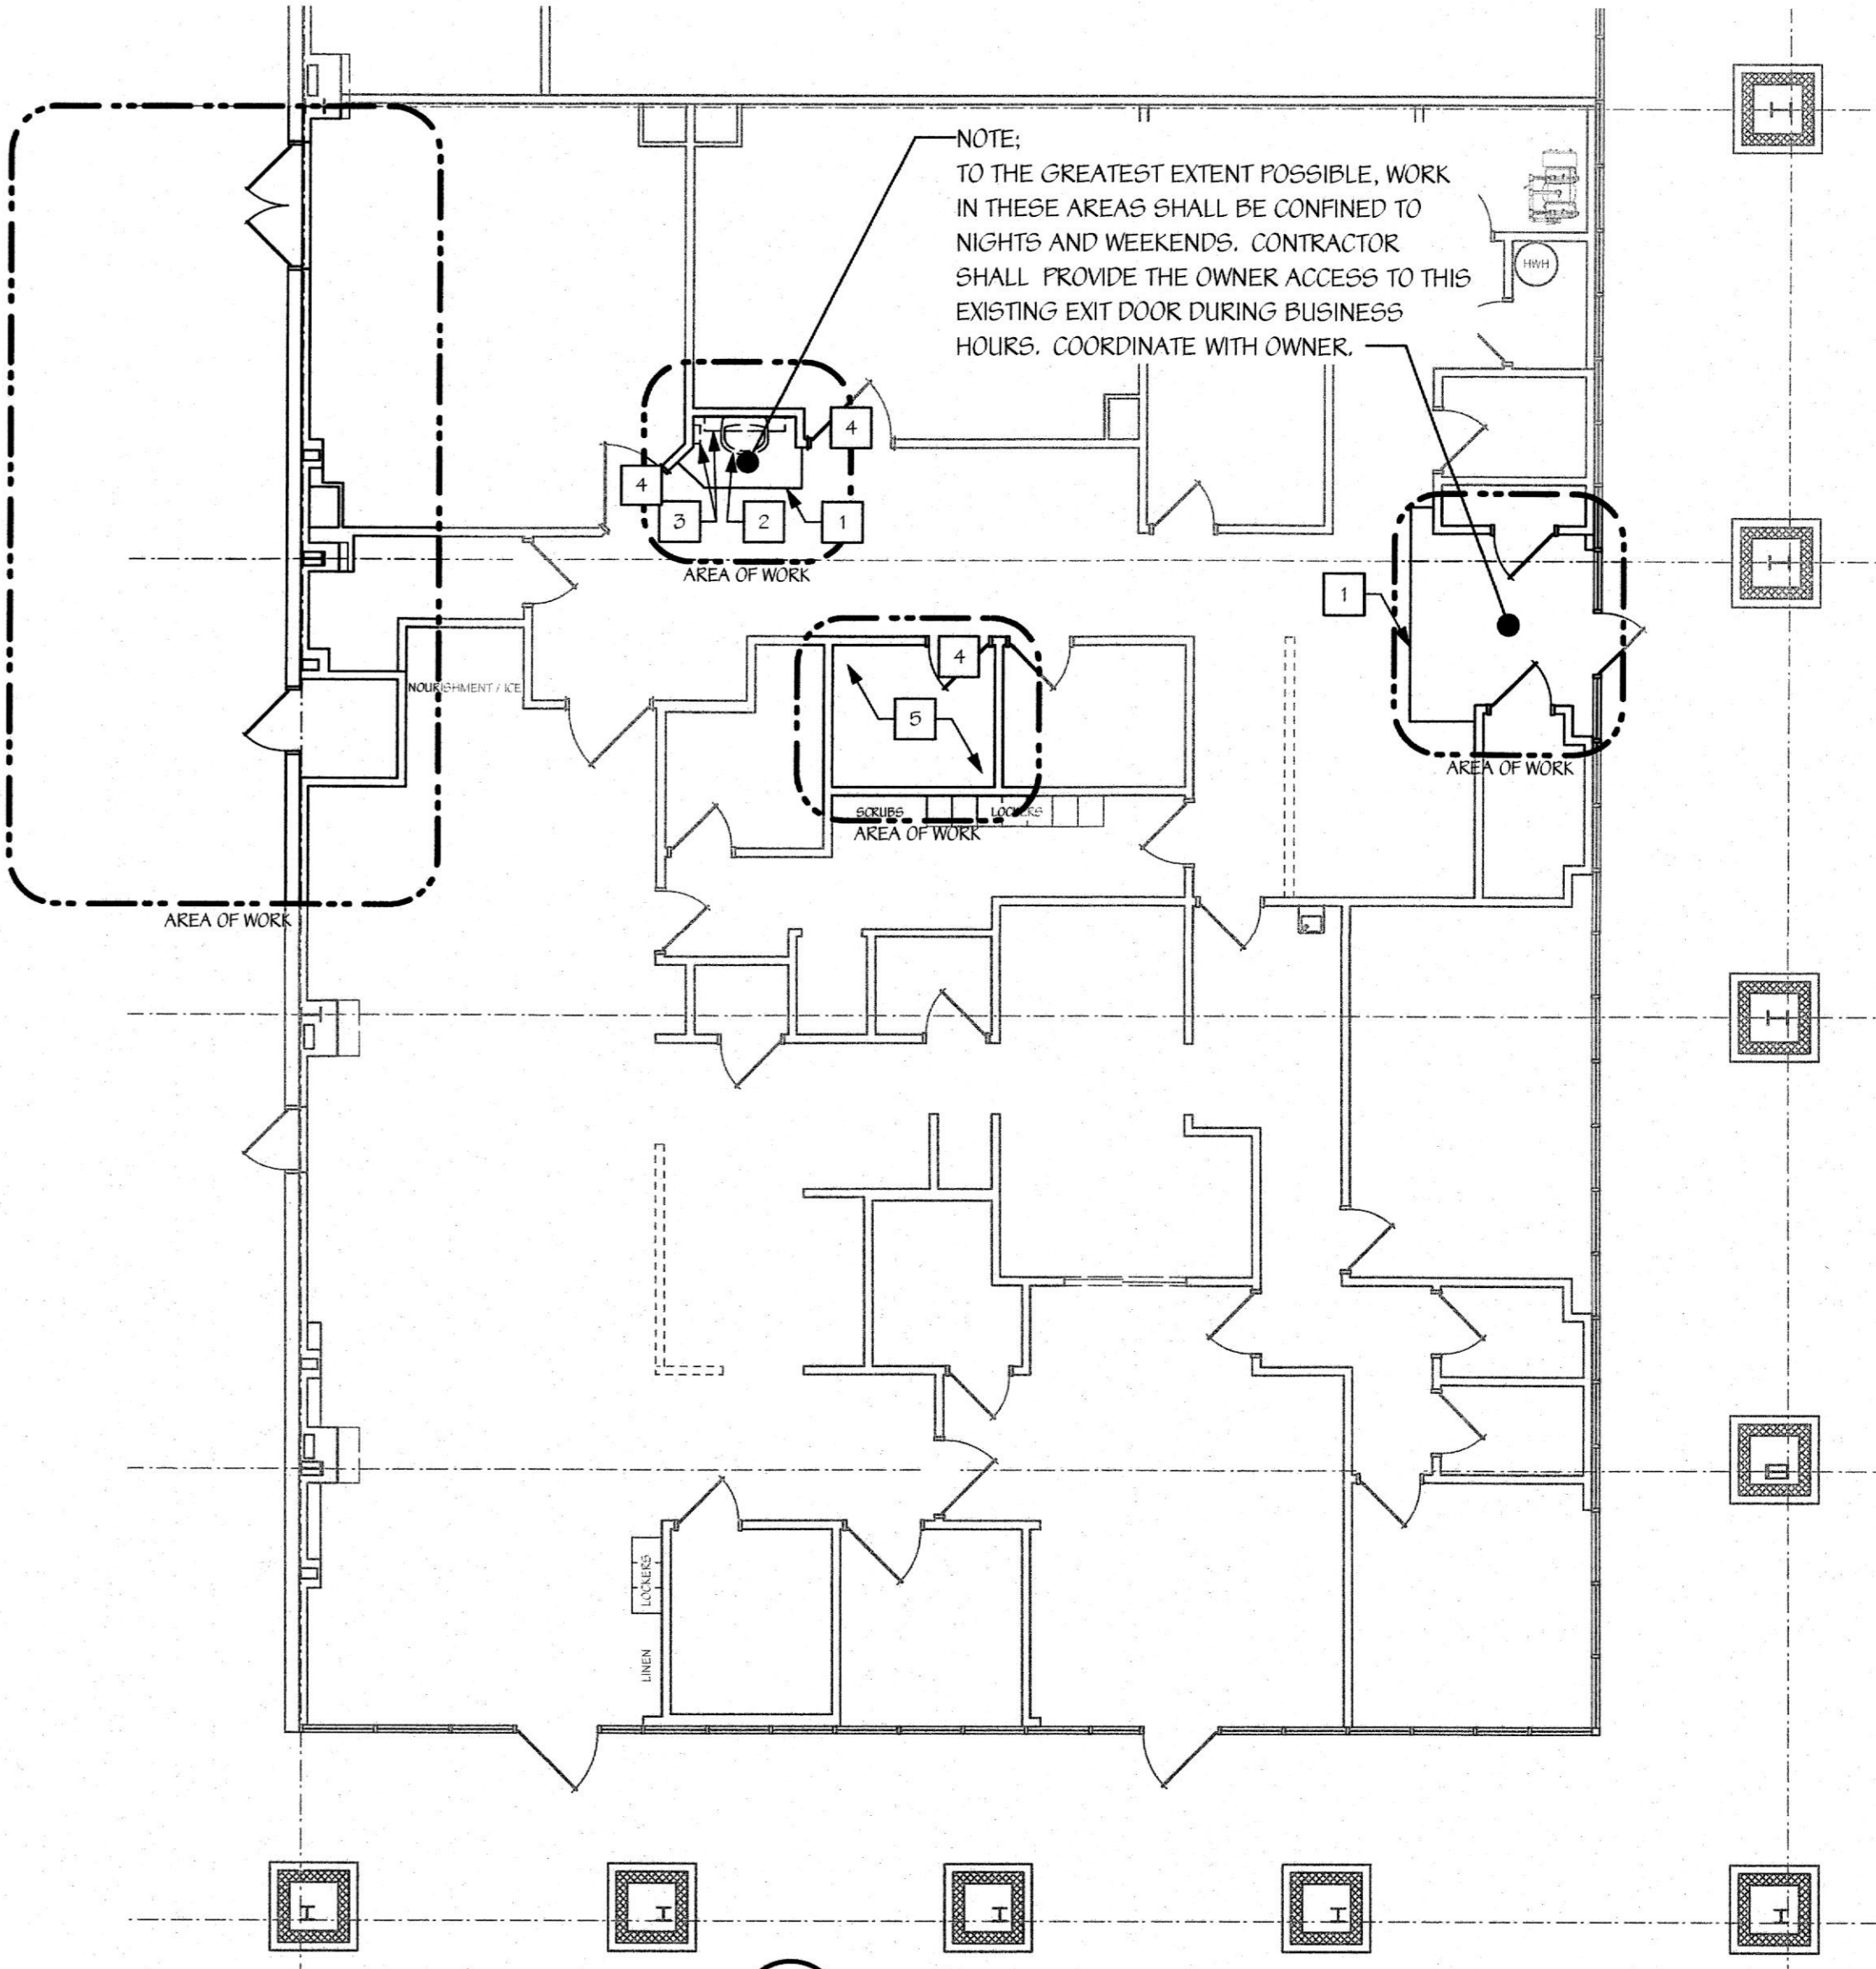 NOTE;
TO THE GREATEST EXTENT POSSIBLE, WORK
IN THESE AREAS SHALL BE CONFINED TO
NIGHTS AND WEEKENDS. CONTRACTOR
SHALL PROVIDE THE OWNER ACCESS TO THIS
EXISTING EXIT DOOR DURING BUSINESS
HOURS. COORDINATE WITH OWNER.
HWH
4
4
3
2
1
AREA OF WORK
1
4
5
NOURISHMENT / ICE
AREA OF WORK
SCRUBS
LOCKERS
AREA OF WORK
AREA OF WORK
LOCKERS
LINEN